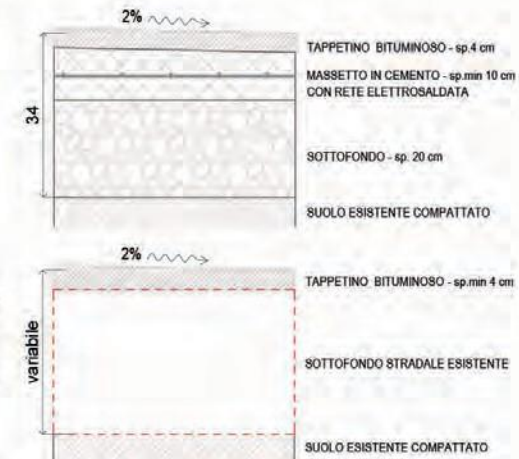 2%
34
TAPPETINO BITUMINOSO - sp.4 cm
MASSETTO IN CEMENTO - sp.min 10 cm
CON RETE ELETTROSALDATA
SOTTOFONDO - sp. 20 cm
SUOLO ESISTENTE COMPATTATO
2%
variabile
TAPPETINO BITUMINOSO - sp.min 4 cm
SOTTOFONDO STRADALE ESISTENTE
SUOLO ESISTENTE COMPATTATO